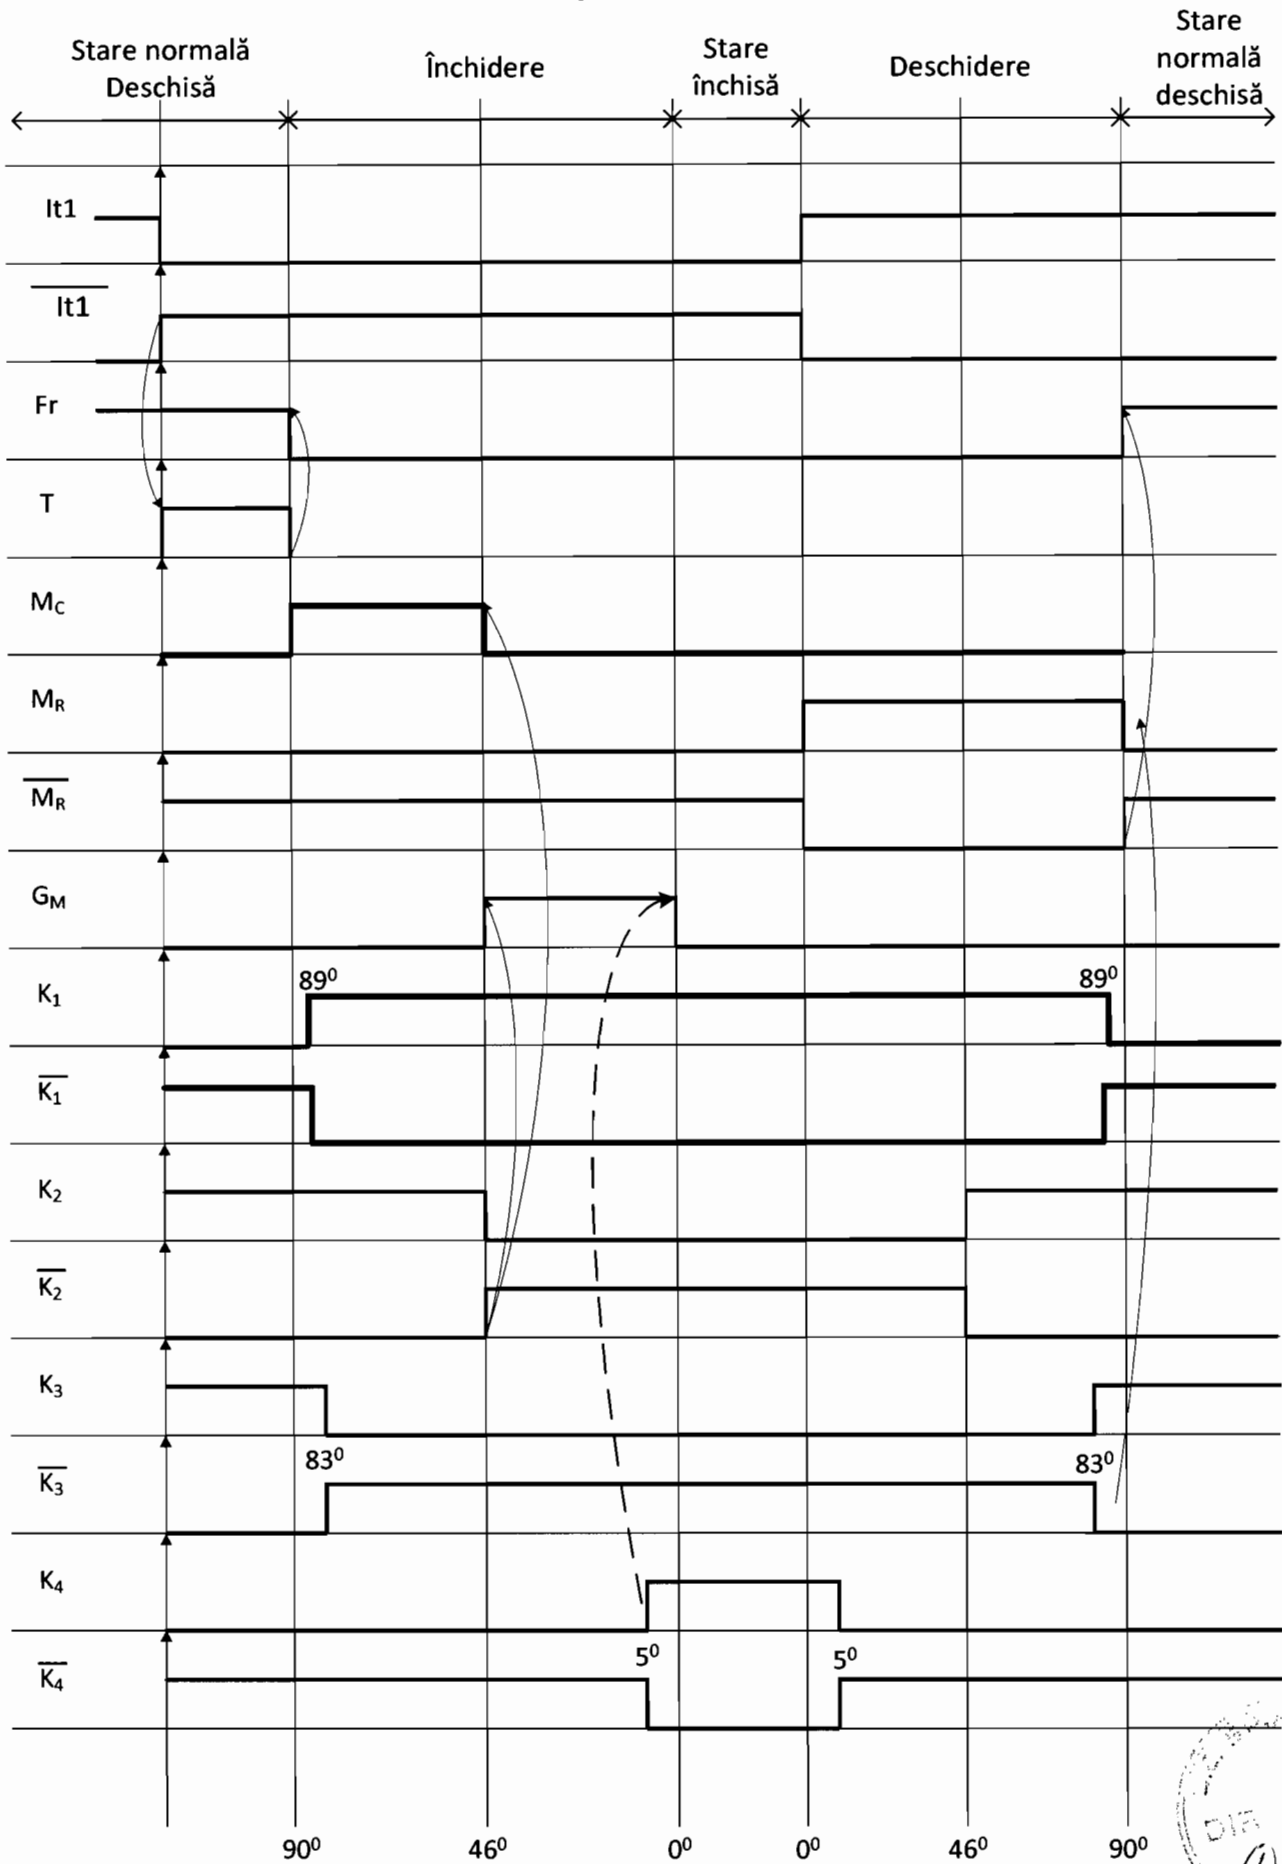 Stare normală
Deschisă
Închidere
Stare
închisă
Deschidere
Stare
normală
deschisă
It1
It1
Fr
T
Mc
MR
MR
GM
89⁰
89⁰
K1
K1
K2
K2
K3
83⁰
83⁰
K3
K4
5⁰
5⁰
K4
90⁰
46⁰
0⁰
0⁰
46⁰
90⁰
DIR